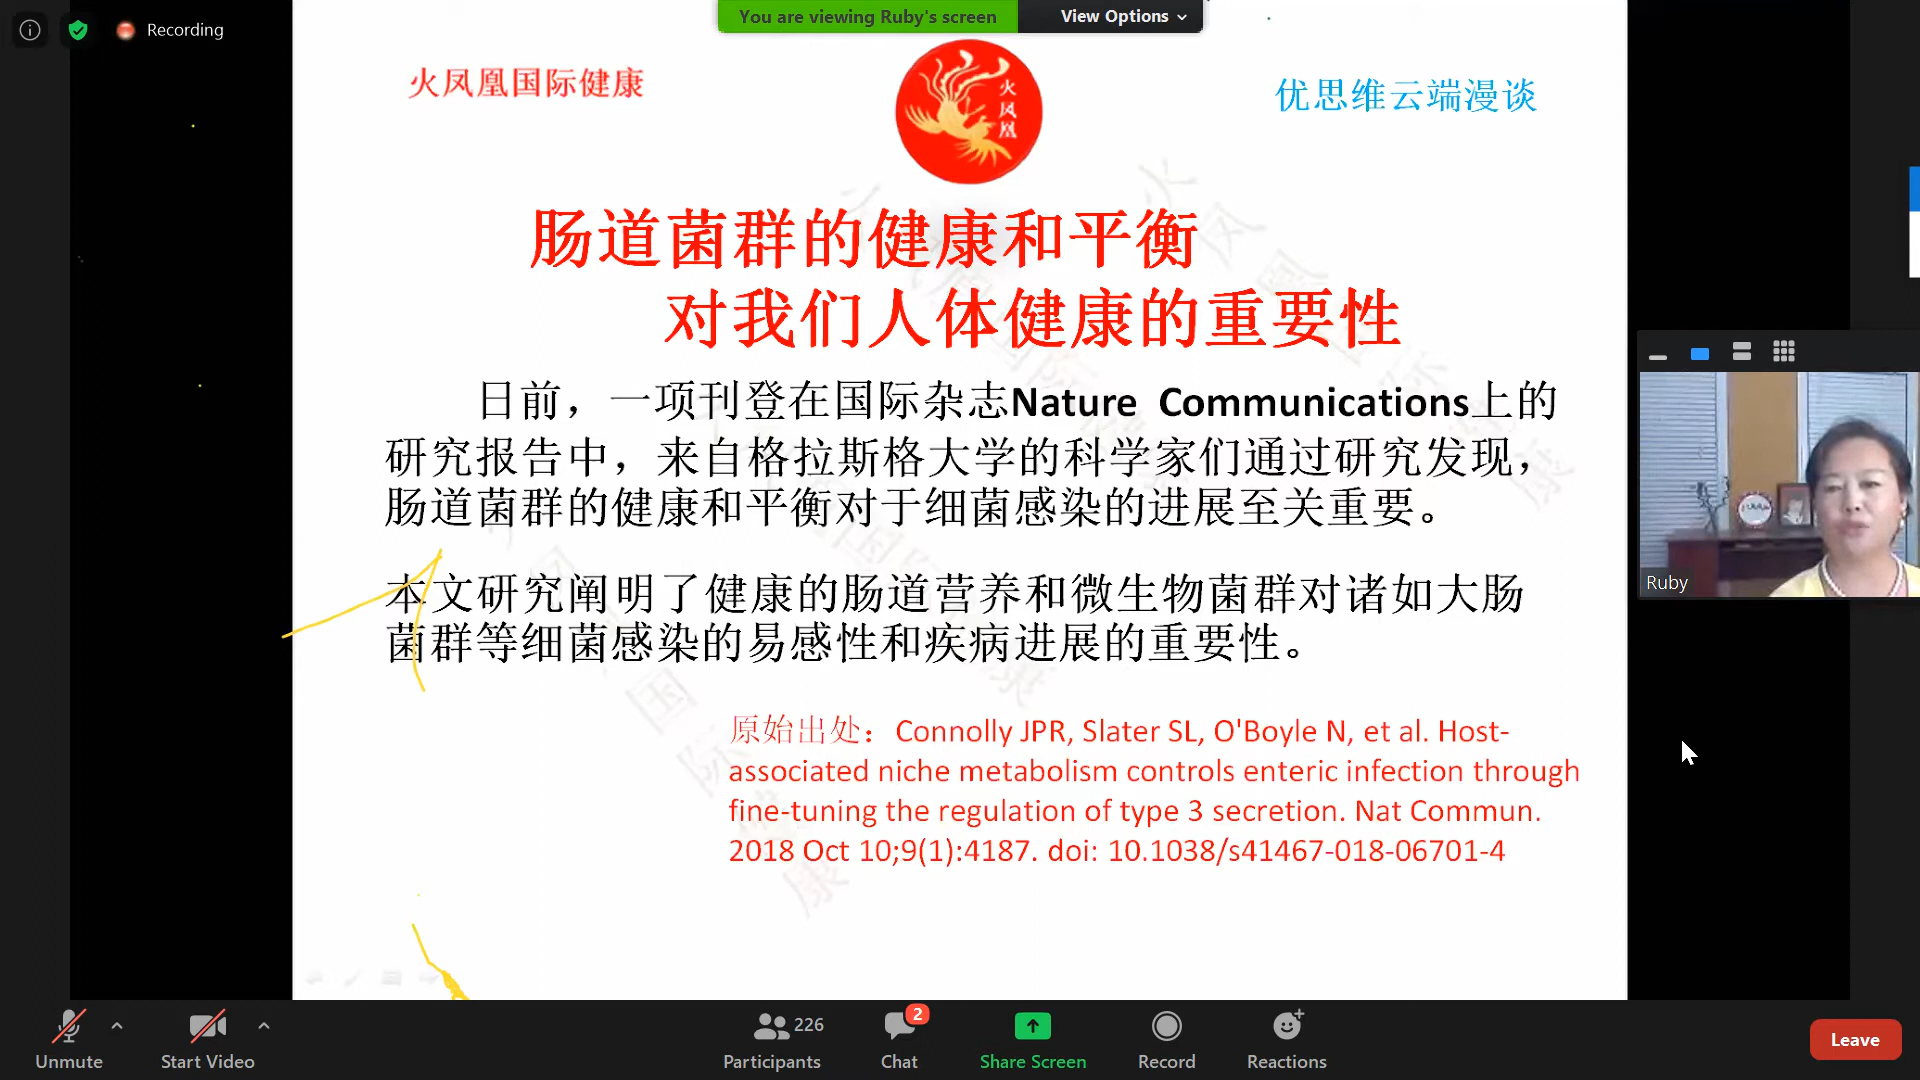 You are viewing Ruby's screen
View Options
Recording
火凤凰国际健康
火凤凰
优思维云端漫谈
肠道菌群的健康和平衡
对我们人体健康的重要性
日前，一项刊登在国际杂志Nature Communications上的
研究报告中，来自格拉斯格大学的科学家们通过研究发现，
肠道菌群的健康和平衡对于细菌感染的进展至关重要。
本文研究阐明了健康的肠道营养和微生物菌群对诸如大肠
菌群等细菌感染的易感性和疾病进展的重要性。
原始出处：Connolly JPR, Slater SL, O'Boyle N, et al. Host-
associated niche metabolism controls enteric infection through
fine-tuning the regulation of type 3 secretion. Nat Commun.
2018 Oct 10;9(1):4187. doi: 10.1038/s41467-018-06701-4
Ruby
Unmute
Start Video
226
Participants
2
Chat
Share Screen
Record
Reactions
Leave